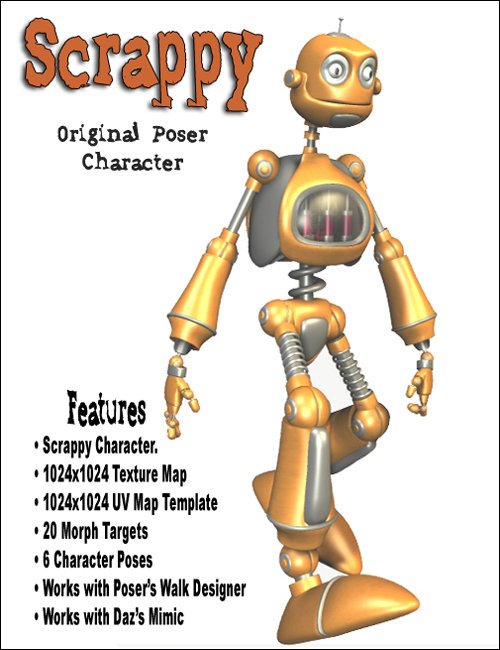 Scrappy
Original Poser
Character
Features
• Scrappy Character.
• 1024x1024 Texture Map
• 1024x1024 UV Map Template
• 20 Morph Targets
• 6 Character Poses
• Works with Poser's Walk Designer
• Works with Daz's Mimic